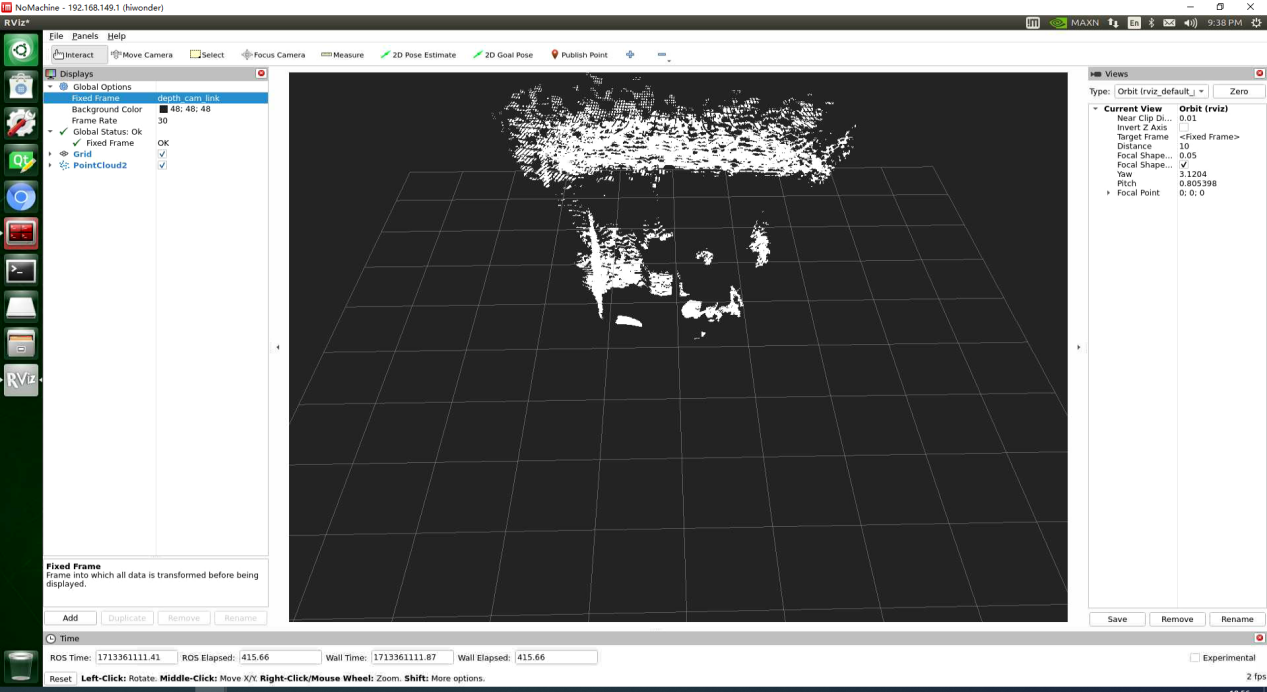 NoMachine - 192.168.149.1 (hiwonder)
RViz*
MAXN En 9:38 PM
File Panels Help
Interact Move Camera Select Focus Camera Measure 2D Pose Estimate 2D Goal Pose Publish Point
Displays
Global Options
Fixed Frame depth_cam_link
Background Color 48; 48; 48
Frame Rate 30
Global Status: Ok
Fixed Frame OK
Grid
PointCloud2
Fixed Frame
Frame into which all data is transformed before being
displayed.
Add Duplicate Remove Rename
Views
Type: Orbit (rviz_default_ Zero
Current View Orbit (rviz)
Near Clip Di... 0.01
Invert Z Axis
Target Frame <Fixed Frame>
Distance 10
Focal Shape... 0.05
Focal Shape...
Yaw 3.1204
Pitch 0.805398
Focal Point 0; 0; 0
Save Remove Rename
Qt
RViz
Time
ROS Time: 1713361111.41 ROS Elapsed: 415.66 Wall Time: 1713361111.87 Wall Elapsed: 415.66 Experimental
Reset Left-Click: Rotate. Middle-Click: Move X/Y. Right-Click/Mouse Wheel: Zoom. Shift: More options. 2 fps